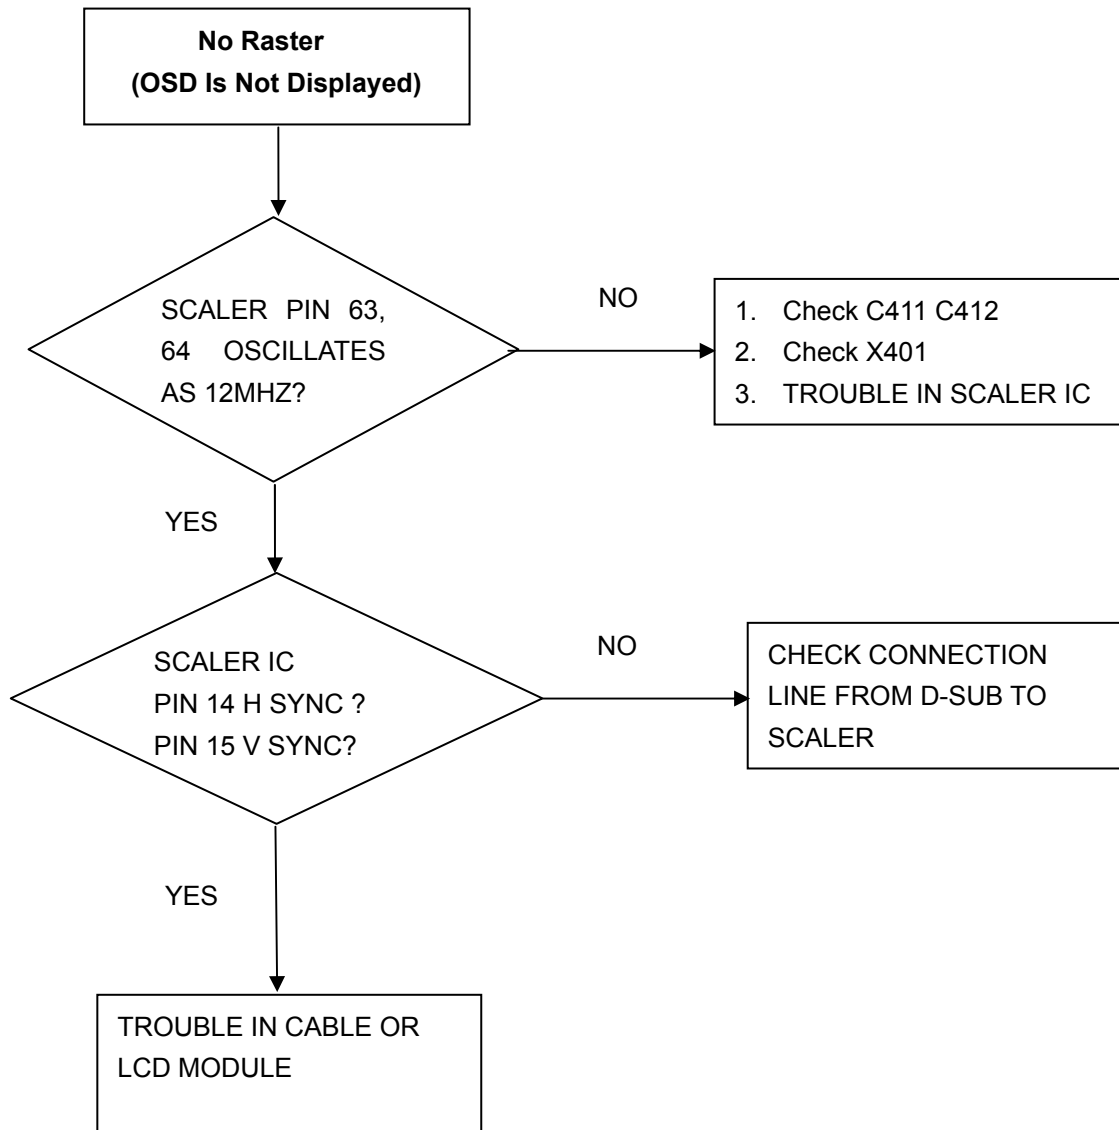 No Raster
(OSD Is Not Displayed)
SCALER PIN 63,
64 OSCILLATES
AS 12MHZ?
NO
1. Check C411 C412
2. Check X401
3. TROUBLE IN SCALER IC
YES
SCALER IC
PIN 14 H SYNC ?
PIN 15 V SYNC?
NO
CHECK CONNECTION
LINE FROM D-SUB TO
SCALER
YES
TROUBLE IN CABLE OR
LCD MODULE